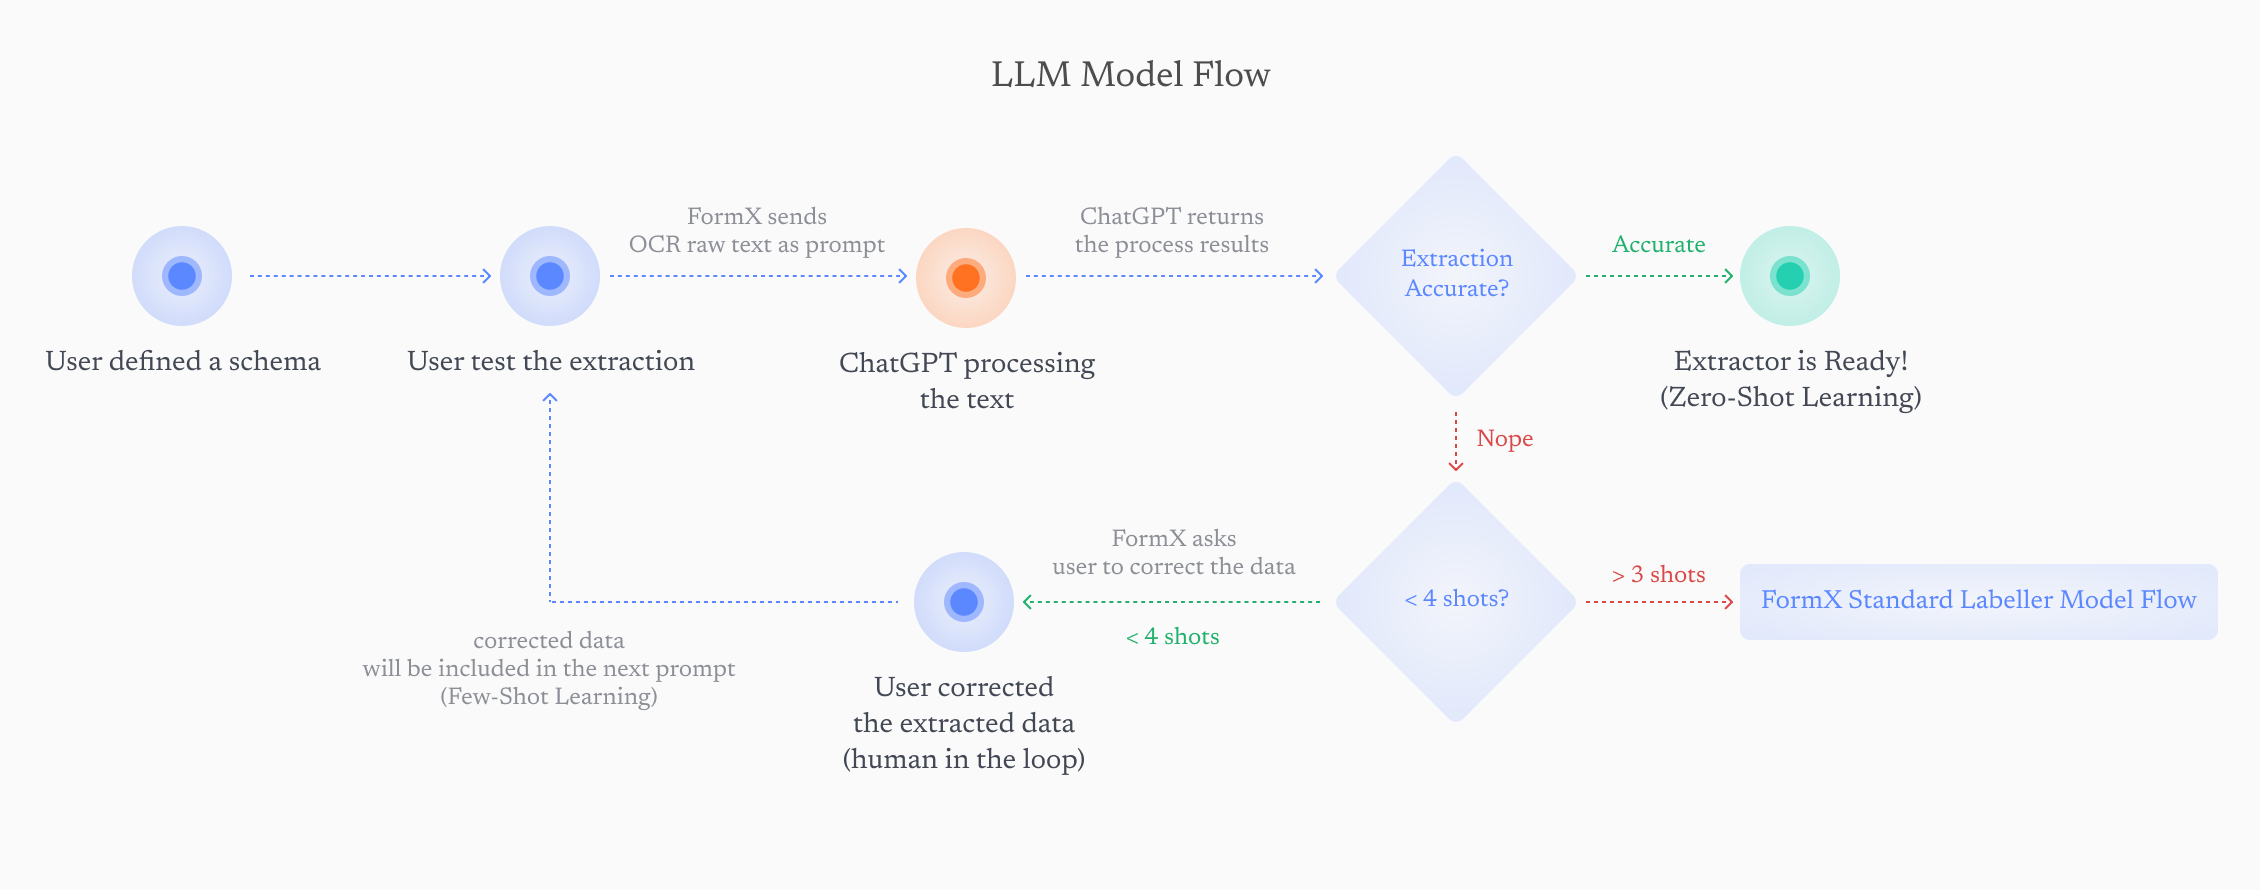 LLM Model Flow
FormX sends
OCR raw text as prompt
ChatGPT returns
the process results
Extraction
Accurate?
Accurate
User defined a schema
User test the extraction
ChatGPT processing
the text
Extractor is Ready!
(Zero-Shot Learning)
Nope
FormX asks
user to correct the data
< 4 shots
< 4 shots?
> 3 shots
FormX Standard Labeller Model Flow
corrected data
will be included in the next prompt
(Few-Shot Learning)
User corrected
the extracted data
(human in the loop)